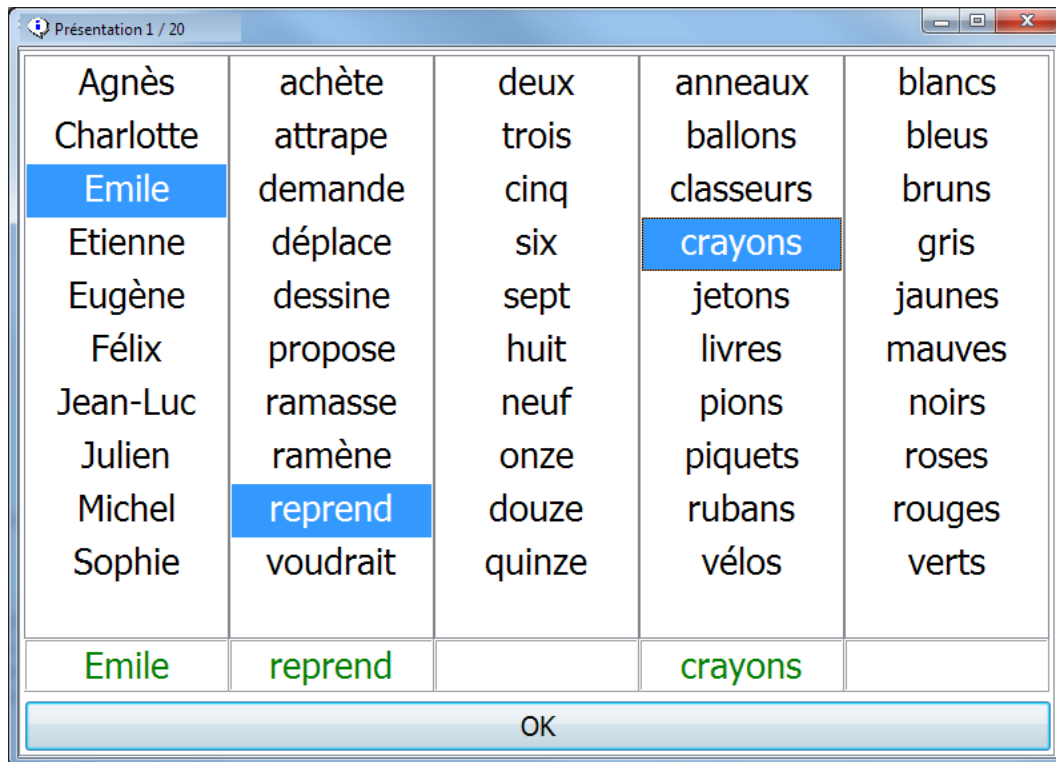 Présentation 1 / 20
Agnès achète deux anneaux blancs
Charlotte attrape trois ballons bleus
Emile demande cinq classeurs bruns
Etienne déplace six crayons gris
Eugène dessine sept jetons jaunes
Félix propose huit livres mauves
Jean-Luc ramasse neuf pions noirs
Julien ramène onze piquets roses
Michel reprend douze rubans rouges
Sophie voudrait quinze vélos verts
Emile reprend crayons
OK